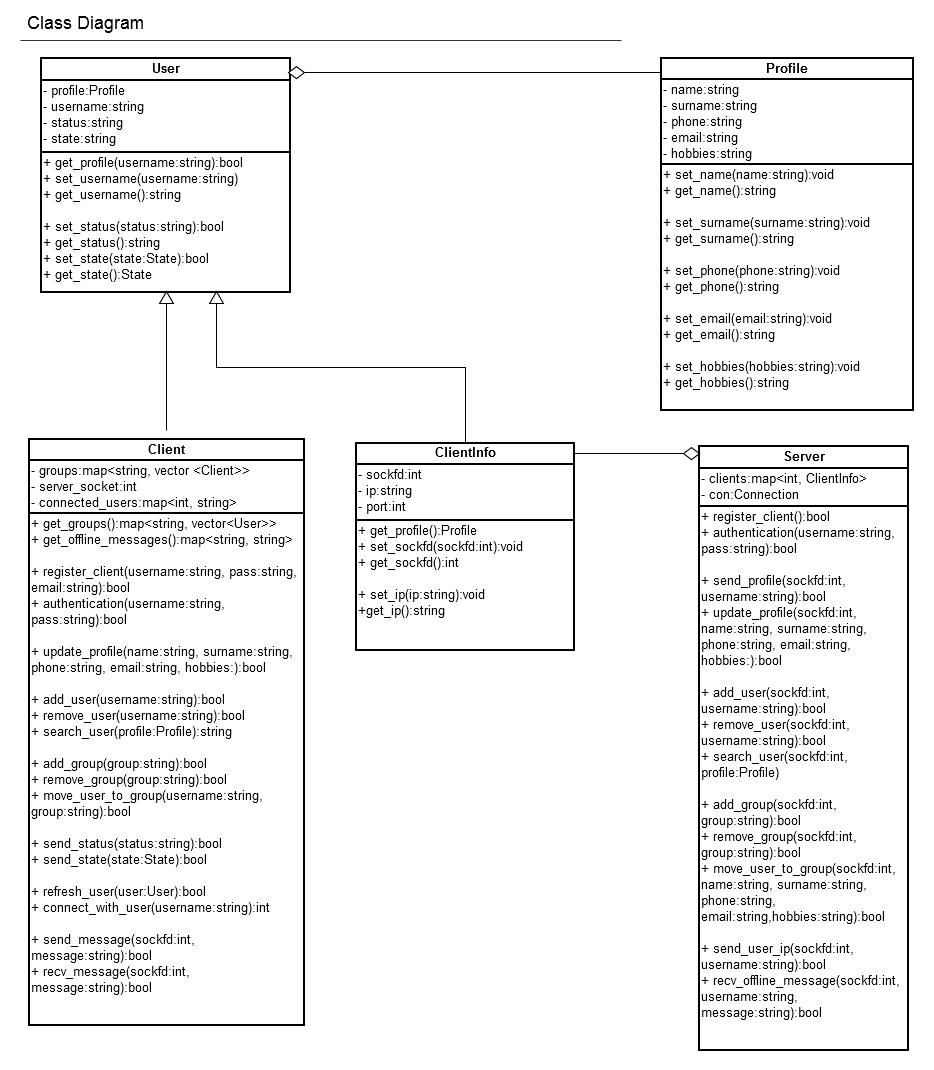 Class Diagram
User
- profile:Profile
- username:string
- status:string
- state:string
+ get_profile(username:string):bool
+ set_username(username:string)
+ get_username():string
+ set_status(status:string):bool
+ get_status():string
+ set_state(state:State):bool
+ get_state():State
Profile
- name:string
- surname:string
- phone:string
- email:string
- hobbies:string
+ set_name(name:string):void
+ get_name():string
+ set_surname(surname:string):void
+ get_surname():string
+ set_phone(phone:string):void
+ get_phone():string
+ set_email(email:string):void
+ get_email():string
+ set_hobbies(hobbies:string):void
+ get_hobbies():string
Client
- groups:map<string, vector <Client>>
- server_socket:int
- connected_users:map<int, string>
+ get_groups():map<string, vector<User>>
+ get_offline_messages():map<string, string>
+ register_client(username:string, pass:string,
email:string):bool
+ authentication(username:string,
pass:string):bool
+ update_profile(name:string, surname:string,
phone:string, email:string, hobbies:):bool
+ add_user(username:string):bool
+ remove_user(username:string):bool
+ search_user(profile:Profile):string
+ add_group(group:string):bool
+ remove_group(group:string):bool
+ move_user_to_group(username:string,
group:string):bool
+ send_status(status:string):bool
+ send_state(state:State):bool
+ refresh_user(user:User):bool
+ connect_with_user(username:string):int
+ send_message(sockfd:int,
message:string):bool
+ recv_message(sockfd:int,
message:string):bool
ClientInfo
- sockfd:int
- ip:string
- port:int
+ get_profile():Profile
+ set_sockfd(sockfd:int):void
+ get_sockfd():int
+ set_ip(ip:string):void
+get_ip():string
Server
- clients:map<int, ClientInfo>
- con:Connection
+ register_client():bool
+ authentication(username:string,
pass:string):bool
+ send_profile(sockfd:int,
username:string):bool
+ update_profile(sockfd:int,
name:string, surname:string,
phone:string, email:string,
hobbies:):bool
+ add_user(sockfd:int,
username:string):bool
+ remove_user(sockfd:int,
username:string):bool
+ search_user(sockfd:int,
profile:Profile)
+ add_group(sockfd:int,
group:string):bool
+ remove_group(sockfd:int,
group:string):bool
+ move_user_to_group(sockfd:int,
name:string, surname:string,
phone:string,
email:string,hobbies:string):bool
+ send_user_ip(sockfd:int,
username:string):bool
+ recv_offline_message(sockfd:int,
username:string,
message:string):bool